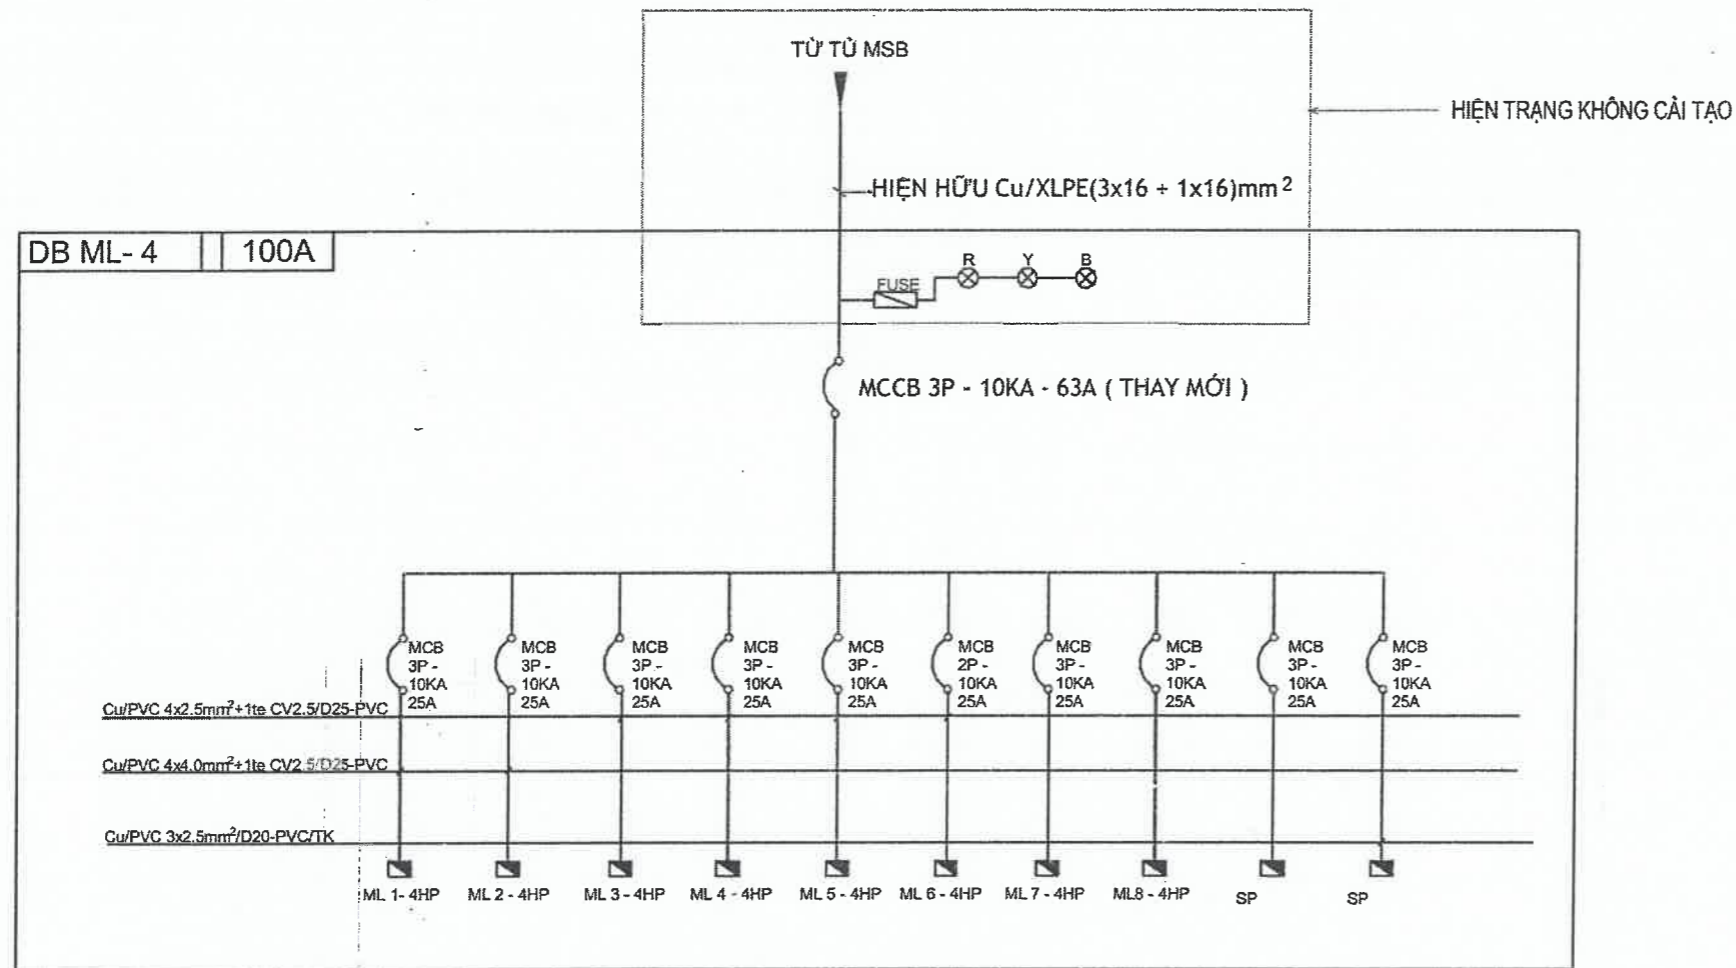 TỪ TỦ MSB
HIỆN TRẠNG KHÔNG CẢI TẠO
HIỆN HỮU Cu/XLPE(3x16 + 1x16)mm²
DB ML- 4 100A
R Y B
FUSE
MCCB 3P - 10KA - 63A ( THAY MỚI )
MCB MCB MCB MCB MCB MCB MCB MCB MCB MCB
3P - 3P - 3P - 3P - 3P - 2P - 3P - 3P - 3P - 3P -
10KA 10KA 10KA 10KA 10KA 10KA 10KA 10KA 10KA 10KA
25A 25A 25A 25A 25A 25A 25A 25A 25A 25A
Cu/PVC 4x2.5mm²+1te CV2.5/D25-PVC
Cu/PVC 4x4.0mm²+1te CV2.5/D25-PVC
Cu/PVC 3x2.5mm²/D20-PVC/TK
ML 1- 4HP ML 2 - 4HP ML 3 - 4HP ML 4 - 4HP ML 5 - 4HP ML 6 - 4HP ML 7 - 4HP ML8 - 4HP SP SP